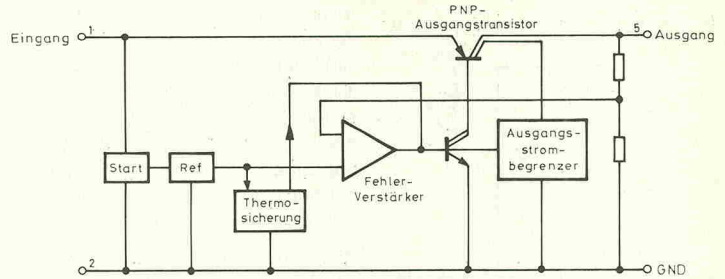 PNP-
Ausgangstransistor
Eingang 1
5 Ausgang
Start
Ref
Thermo-
sicherung
Fehler-
Verstärker
Ausgangs-
strom-
begrenzer
2
GND